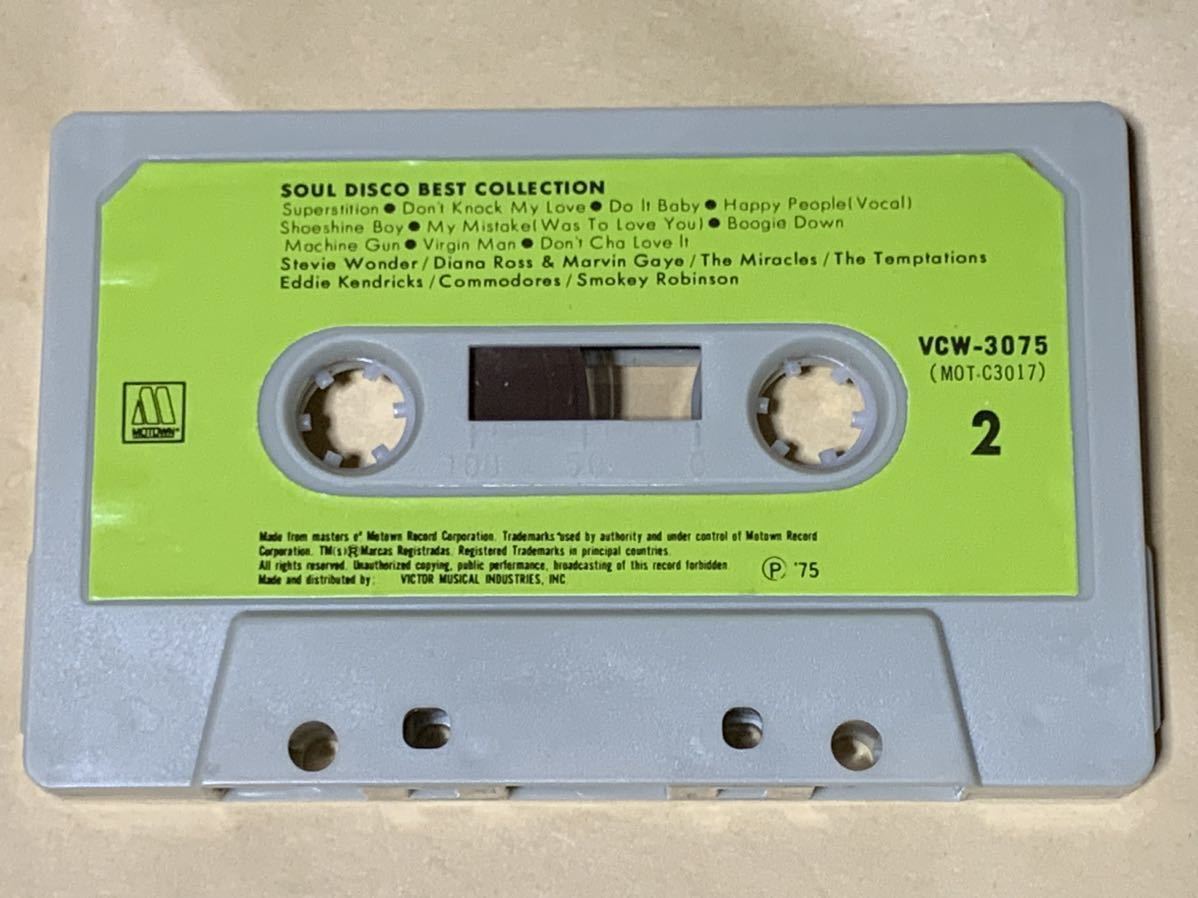 SOUL DISCO BEST COLLECTION
Superstition ● Don't Knock My Love ● Do It Baby ● Happy People(Vocal)
Shoeshine Boy ● My Mistake(Was To Love You) ● Boogie Down
Machine Gun ● Virgin Man ● Don't Cha Love It
Stevie Wonder/Diana Ross & Marvin Gaye/The Miracles/The Temptations
Eddie Kendricks/Commodores/Smokey Robinson
VCW-3075
(MOT-C3017)
2
MOTOWN
100 50 0
Made from masters of Motown Record Corporation. Trademarks used by authority and under control of Motown Record
Corporation. TM(s)®Marcas Registradas. Registered Trademarks in principal countries.
All rights reserved. Unauthorized copying, public performance, broadcasting of this record forbidden
Made and distributed by: VICTOR MUSICAL INDUSTRIES, INC
Ⓟ '75